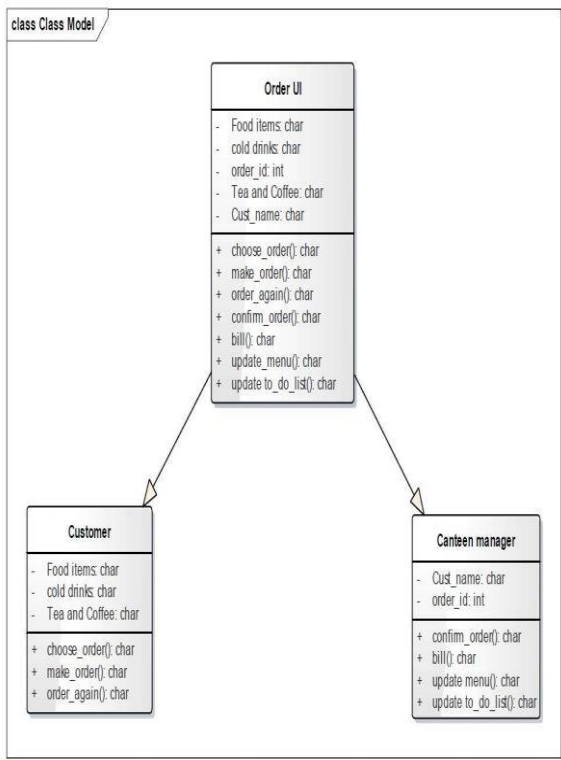 class Class Model
Order UI
- Food items: char
- cold drinks: char
- order_id: int
- Tea and Coffee: char
- Cust_name: char
+ choose_order(): char
+ make_order(): char
+ order_again(): char
+ confirm_order(): char
+ bill(): char
+ update_menu(): char
+ update to_do_list(): char
Customer
- Food items: char
- cold drinks: char
- Tea and Coffee: char
+ choose_order(): char
+ make_order(): char
+ order_again(): char
Canteen manager
- Cust_name: char
- order_id: int
+ confirm_order(): char
+ bill(): char
+ update menu(): char
+ update to_do_list(): char